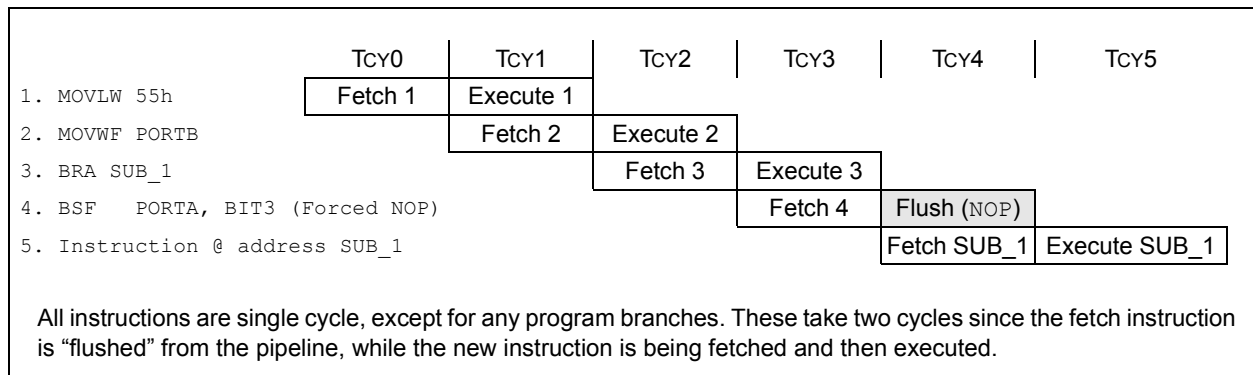 TCY0 TCY1 TCY2 TCY3 TCY4 TCY5
1. MOVLW 55h Fetch 1 Execute 1
2. MOVWF PORTB Fetch 2 Execute 2
3. BRA SUB_1 Fetch 3 Execute 3
4. BSF PORTA, BIT3 (Forced NOP) Fetch 4 Flush (NOP)
5. Instruction @ address SUB_1 Fetch SUB_1 Execute SUB_1
All instructions are single cycle, except for any program branches. These take two cycles since the fetch instruction
is “flushed” from the pipeline, while the new instruction is being fetched and then executed.